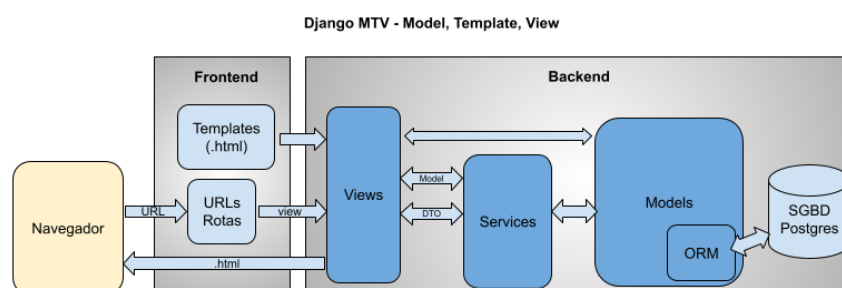 Django MTV - Model, Template, View
Frontend
Backend
Templates
(.html)
Navegador
URL
URLs
Rotas
view
.html
Views
Model
DTO
Services
Models
ORM
SGBD
Postgres